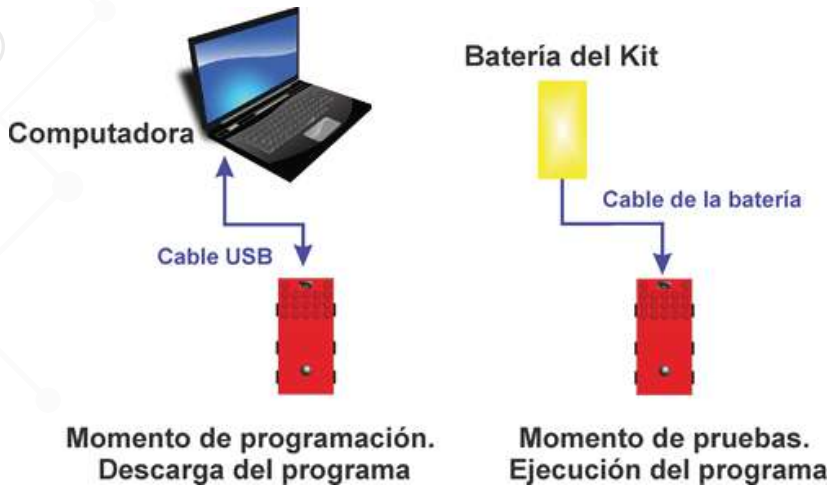 Batería del Kit
Computadora
Cable de la batería
Cable USB
Momento de programación.
Descarga del programa
Momento de pruebas.
Ejecución del programa